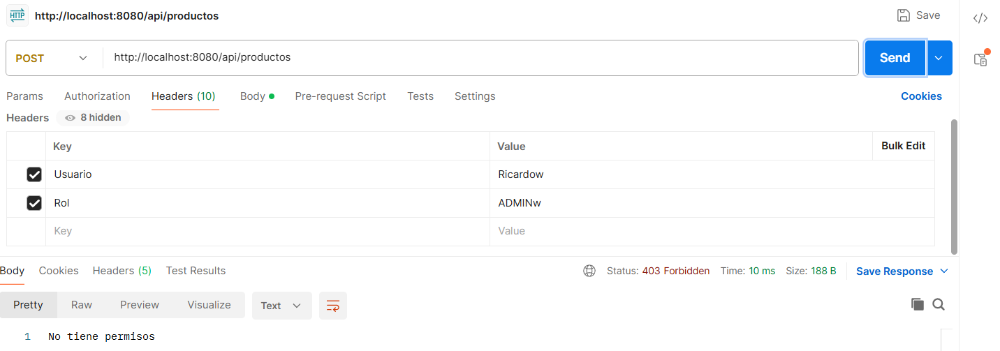 HTTP http://localhost:8080/api/productos Save
POST http://localhost:8080/api/productos Send
Params Authorization Headers (10) Body Pre-request Script Tests Settings Cookies
Headers 8 hidden
Key Value Bulk Edit
Usuario Ricardow
Rol ADMINw
Key Value
Body Cookies Headers (5) Test Results Status: 403 Forbidden Time: 10 ms Size: 188 B Save Response
Pretty Raw Preview Visualize Text
1 No tiene permisos